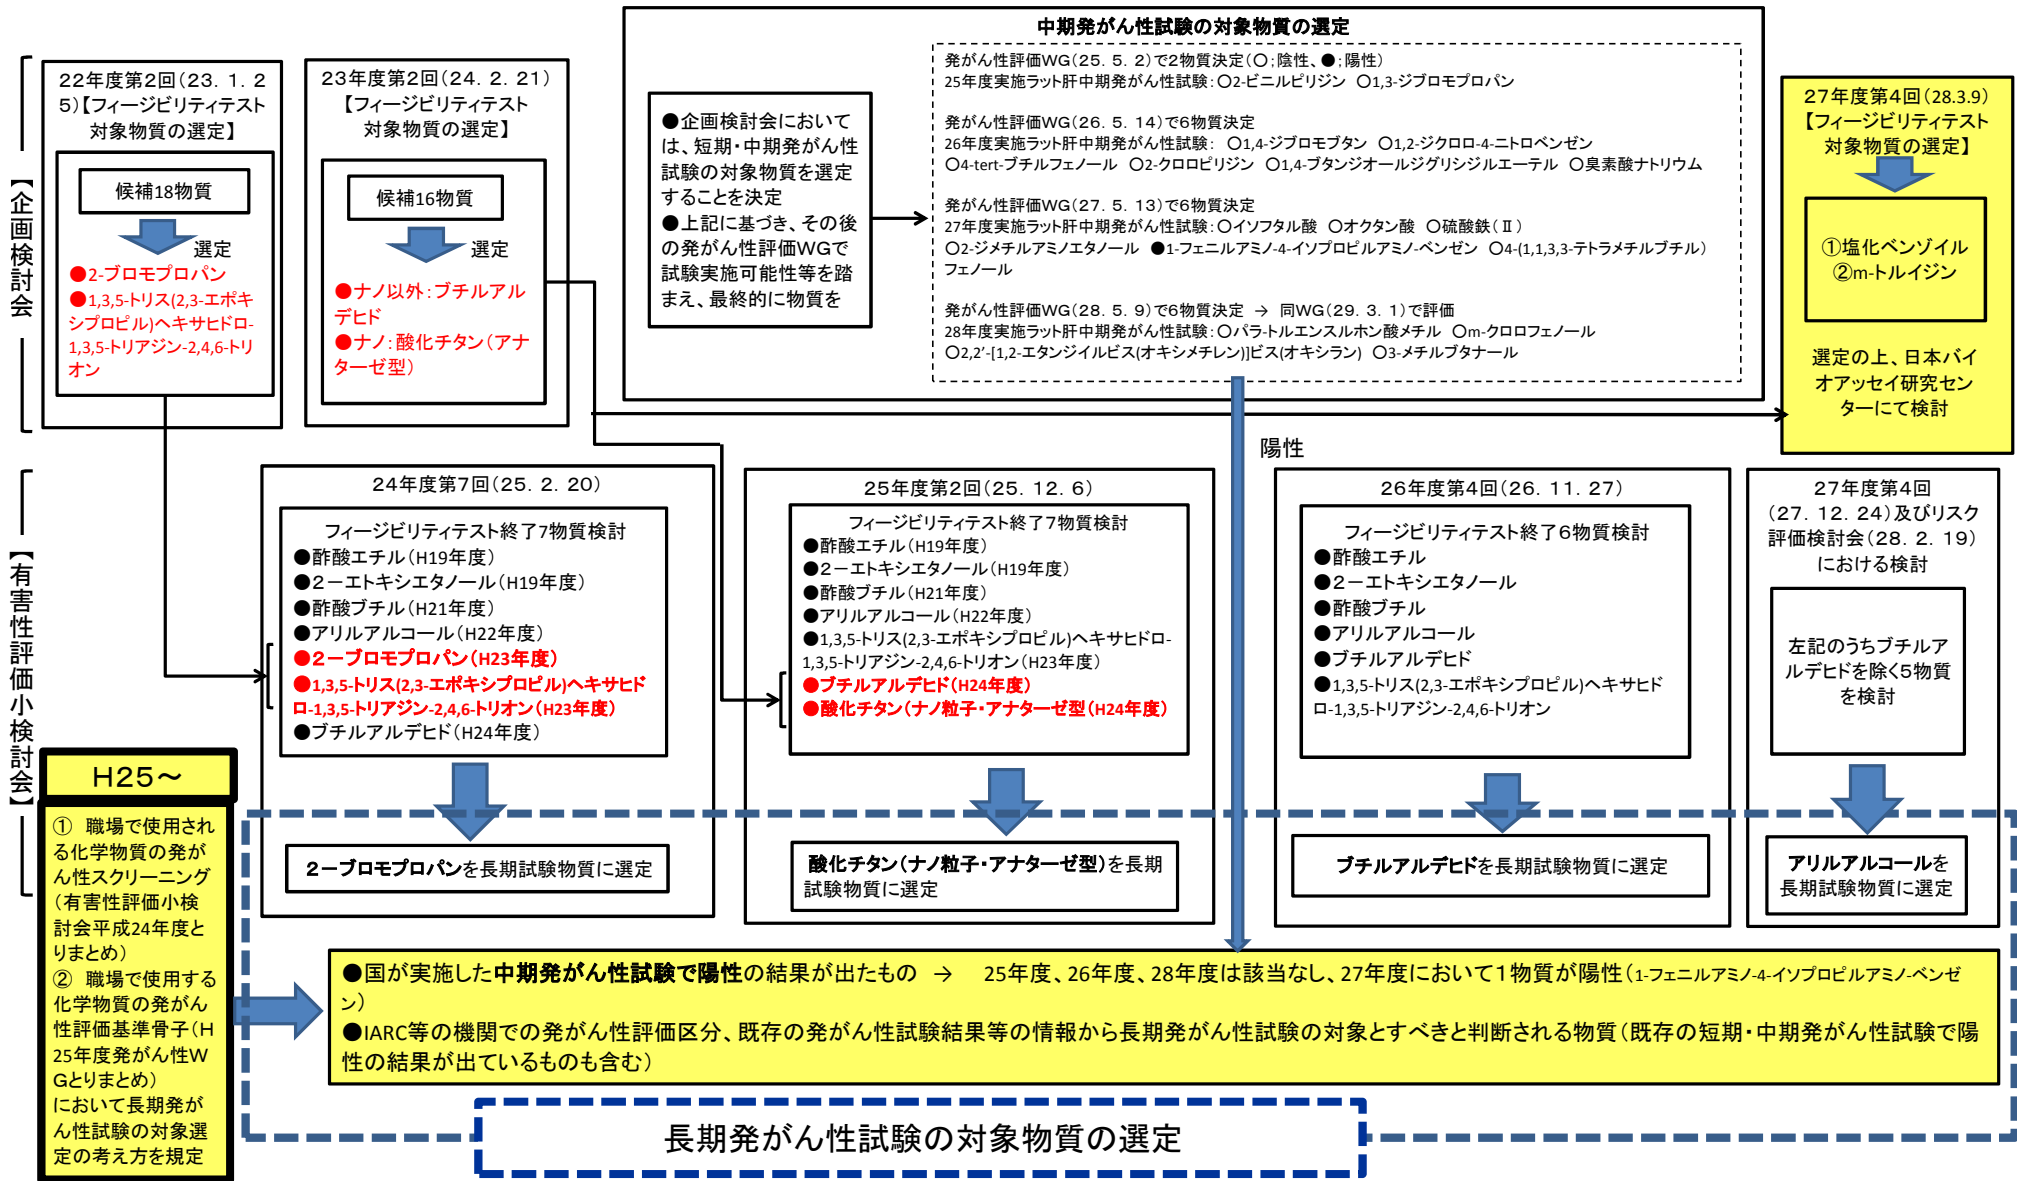 中期発がん性試験の対象物質の選定
【企画検討会】
22年度第2回(23. 1. 2
5)【フィージビリティテスト
対象物質の選定】
候補18物質
選定
●2-ブロモプロパン
●1,3,5-トリス(2,3-エポキ
シプロピル)ヘキサヒドロ-
1,3,5-トリアジン-2,4,6-トリ
オン
23年度第2回(24. 2. 21)
【フィージビリティテスト
対象物質の選定】
候補16物質
選定
●ナノ以外:ブチルアル
デヒド
●ナノ:酸化チタン(アナ
ターゼ型)
●企画検討会において
は、短期・中期発がん性
試験の対象物質を選定
することを決定
●上記に基づき、その後
の発がん性評価WGで
試験実施可能性等を踏
まえ、最終的に物質を
発がん性評価WG(25. 5. 2)で2物質決定(○;陰性、●;陽性)
25年度実施ラット肝中期発がん性試験:○2-ビニルピリジン ○1,3-ジブロモプロパン
発がん性評価WG(26. 5. 14)で6物質決定
26年度実施ラット肝中期発がん性試験: ○1,4-ジブロモブタン ○1,2-ジクロロ-4-ニトロベンゼン
○4-tert-ブチルフェノール ○2-クロロピリジン ○1,4-ブタンジオールジグリシジルエーテル ○臭素酸ナトリウム
発がん性評価WG(27. 5. 13)で6物質決定
27年度実施ラット肝中期発がん性試験:○イソフタル酸 ○オクタン酸 ○硫酸鉄(Ⅱ)
○2-ジメチルアミノエタノール ●1-フェニルアミノ-4-イソプロピルアミノ-ベンゼン ○4-(1,1,3,3-テトラメチルブチル)
フェノール
発がん性評価WG(28. 5. 9)で6物質決定 → 同WG(29. 3. 1)で評価
28年度実施ラット肝中期発がん性試験:○パラ-トルエンスルホン酸メチル ○m-クロロフェノール
○2,2’-[1,2-エタンジイルビス(オキシメチレン)]ビス(オキシラン) ○3-メチルブタナール
27年度第4回(28.3.9)
【フィージビリティテスト
対象物質の選定】
①塩化ベンゾイル
②m-トルイジン
選定の上、日本バイ
オアッセイ研究セン
ターにて検討
陽性
【有害性評価小検討会】
24年度第7回(25. 2. 20)
フィージビリティテスト終了7物質検討
●酢酸エチル(H19年度)
●2-エトキシエタノール(H19年度)
●酢酸ブチル(H21年度)
●アリルアルコール(H22年度)
●2-ブロモプロパン(H23年度)
●1,3,5-トリス(2,3-エポキシプロピル)ヘキサヒド
ロ-1,3,5-トリアジン-2,4,6-トリオン(H23年度)
●ブチルアルデヒド(H24年度)
2-ブロモプロパンを長期試験物質に選定
25年度第2回(25. 12. 6)
フィージビリティテスト終了7物質検討
●酢酸エチル(H19年度)
●2-エトキシエタノール(H19年度)
●酢酸ブチル(H21年度)
●アリルアルコール(H22年度)
●1,3,5-トリス(2,3-エポキシプロピル)ヘキサヒドロ-
1,3,5-トリアジン-2,4,6-トリオン(H23年度)
●ブチルアルデヒド(H24年度)
●酸化チタン(ナノ粒子・アナターゼ型(H24年度)
酸化チタン(ナノ粒子・アナターゼ型)を長期
試験物質に選定
26年度第4回(26. 11. 27)
フィージビリティテスト終了6物質検討
●酢酸エチル
●2-エトキシエタノール
●酢酸ブチル
●アリルアルコール
●ブチルアルデヒド
●1,3,5-トリス(2,3-エポキシプロピル)ヘキサヒド
ロ-1,3,5-トリアジン-2,4,6-トリオン
ブチルアルデヒドを長期試験物質に選定
27年度第4回
(27. 12. 24)及びリスク
評価検討会(28. 2. 19)
における検討
左記のうちブチルア
ルデヒドを除く5物質
を検討
アリルアルコールを
長期試験物質に選定
H25~
① 職場で使用され
る化学物質の発が
ん性スクリーニング
(有害性評価小検
討会平成24年度と
りまとめ)
② 職場で使用する
化学物質の発がん
性評価基準骨子(H
25年度発がん性W
Gとりまとめ)
において長期発が
ん性試験の対象選
定の考え方を規定
●国が実施した中期発がん性試験で陽性の結果が出たもの → 25年度、26年度、28年度は該当なし、27年度において1物質が陽性(1-フェニルアミノ-4-イソプロピルアミノ-ベンゼ
ン)
●IARC等の機関での発がん性評価区分、既存の発がん性試験結果等の情報から長期発がん性試験の対象とすべきと判断される物質(既存の短期・中期発がん性試験で陽
性の結果が出ているものも含む)
長期発がん性試験の対象物質の選定